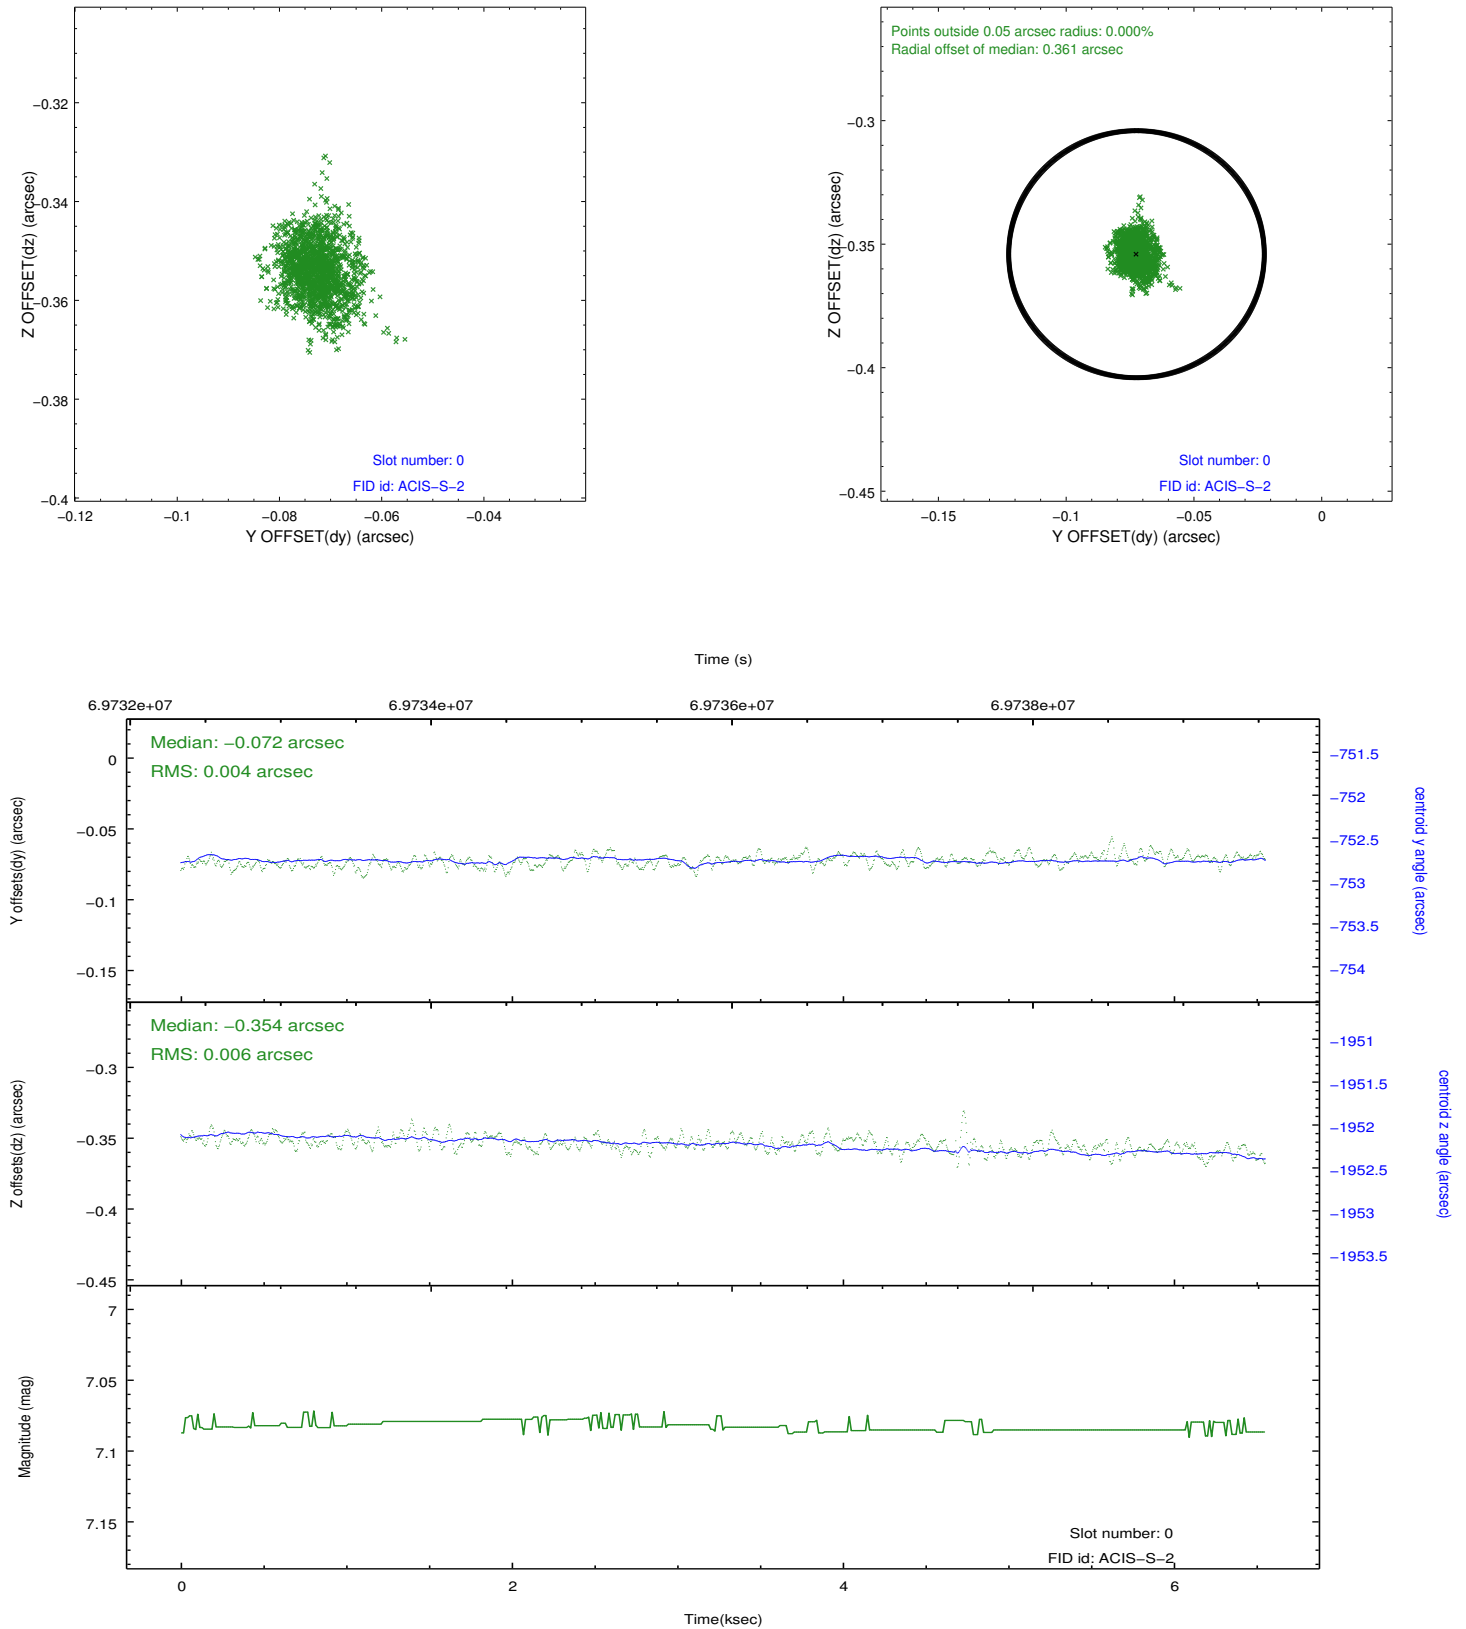 −0.32
−0.34
−0.36
−0.38
−0.4
Z OFFSET(dz) (arcsec)
Slot number: 0
FID id: ACIS−S−2
−0.12
−0.1
−0.08
−0.06
−0.04
Y OFFSET(dy) (arcsec)
Points outside 0.05 arcsec radius: 0.000%
Radial offset of median: 0.361 arcsec
−0.3
−0.35
−0.4
−0.45
Z OFFSET(dz) (arcsec)
Slot number: 0
FID id: ACIS−S−2
−0.15
−0.1
−0.05
0
Y OFFSET(dy) (arcsec)
Time (s)
6.9732e+07
6.9734e+07
6.9736e+07
6.9738e+07
Median: −0.072 arcsec
RMS: 0.004 arcsec
0
−0.05
−0.1
−0.15
Y offsets(dy) (arcsec)
−751.5
−752
−752.5
−753
−753.5
−754
centroid y angle (arcsec)
Median: −0.354 arcsec
RMS: 0.006 arcsec
−0.3
−0.35
−0.4
−0.45
Z offsets(dz) (arcsec)
−1951
−1951.5
−1952
−1952.5
−1953
−1953.5
centroid z angle (arcsec)
7
7.05
7.1
7.15
Magnitude (mag)
Slot number: 0
FID id: ACIS−S−2
0
2
4
6
Time(ksec)